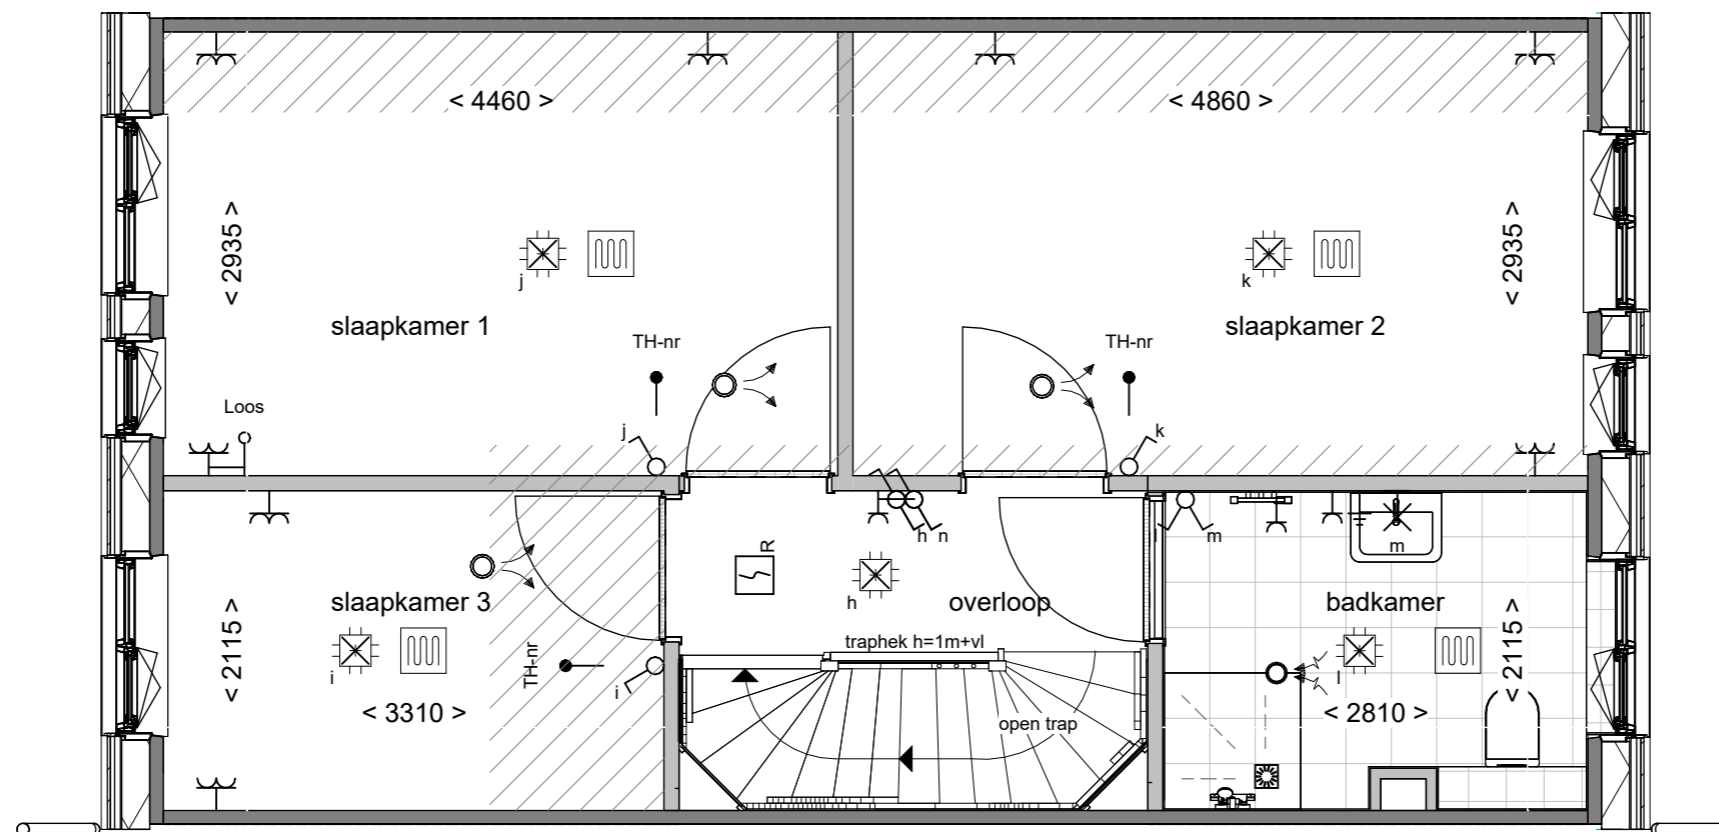 < 4460 >
< 4860 >
< 2935 >
< 2935 >
j
k
slaapkamer 1
slaapkamer 2
TH-nr
TH-nr
Loos
j
k
h n
l m
m
R
slaapkamer 3
h
overloop
badkamer
traphek h=1m+vl
< 2115 >
i
TH-nr
i
< 3310 >
open trap
l
< 2810 >
< 2115 >